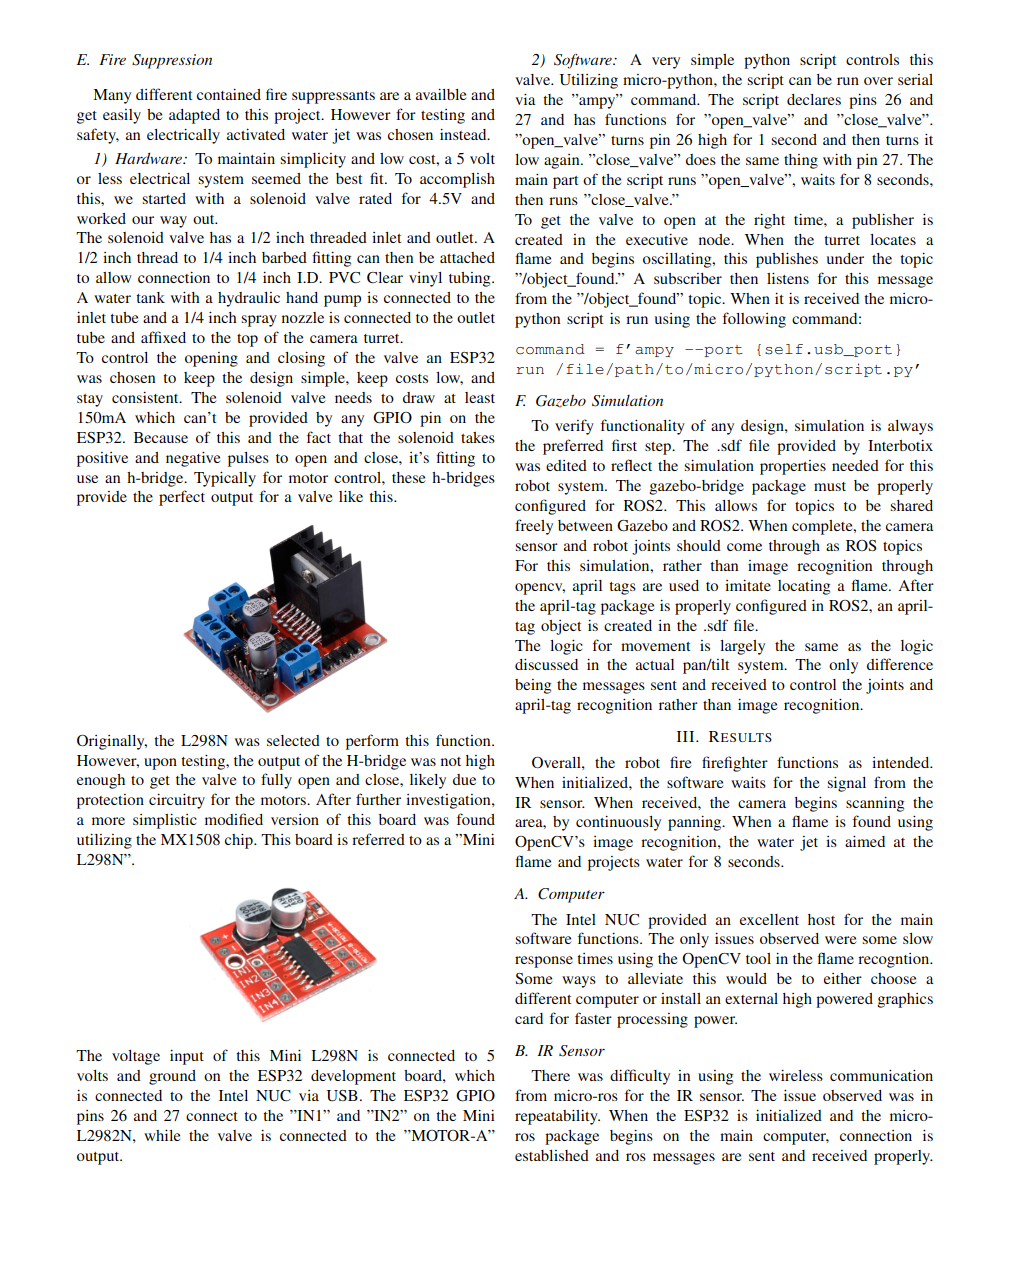 E. Fire Suppression
Many different contained fire suppressants are a availble and
get easily be adapted to this project. However for testing and
safety, an electrically activated water jet was chosen instead.
1) Hardware: To maintain simplicity and low cost, a 5 volt
or less electrical system seemed the best fit. To accomplish
this, we started with a solenoid valve rated for 4.5V and
worked our way out.
The solenoid valve has a 1/2 inch threaded inlet and outlet. A
1/2 inch thread to 1/4 inch barbed fitting can then be attached
to allow connection to 1/4 inch I.D. PVC Clear vinyl tubing.
A water tank with a hydraulic hand pump is connected to the
inlet tube and a 1/4 inch spray nozzle is connected to the outlet
tube and affixed to the top of the camera turret.
To control the opening and closing of the valve an ESP32
was chosen to keep the design simple, keep costs low, and
stay consistent. The solenoid valve needs to draw at least
150mA which can't be provided by any GPIO pin on the
ESP32. Because of this and the fact that the solenoid takes
positive and negative pulses to open and close, it's fitting to
use an h-bridge. Typically for motor control, these h-bridges
provide the perfect output for a valve like this.
Originally, the L298N was selected to perform this function.
However, upon testing, the output of the H-bridge was not high
enough to get the valve to fully open and close, likely due to
protection circuitry for the motors. After further investigation,
a more simplistic modified version of this board was found
utilizing the MX1508 chip. This board is referred to as a ”Mini
L298N”.
IN1
IN2
IN3
IN4
The voltage input of this Mini L298N is connected to 5
volts and ground on the ESP32 development board, which
is connected to the Intel NUC via USB. The ESP32 GPIO
pins 26 and 27 connect to the ”IN1” and ”IN2” on the Mini
L2982N, while the valve is connected to the ”MOTOR-A”
output.
2) Software: A very simple python script controls this
valve. Utilizing micro-python, the script can be run over serial
via the ”ampy” command. The script declares pins 26 and
27 and has functions for ”open_valve” and ”close_valve”.
”open_valve” turns pin 26 high for 1 second and then turns it
low again. ”close_valve” does the same thing with pin 27. The
main part of the script runs ”open_valve”, waits for 8 seconds,
then runs ”close_valve.”
To get the valve to open at the right time, a publisher is
created in the executive node. When the turret locates a
flame and begins oscillating, this publishes under the topic
”/object_found.” A subscriber then listens for this message
from the ”/object_found” topic. When it is received the micro-
python script is run using the following command:
command = f’ampy --port {self.usb_port}
run /file/path/to/micro/python/script.py’
F. Gazebo Simulation
To verify functionality of any design, simulation is always
the preferred first step. The .sdf file provided by Interbotix
was edited to reflect the simulation properties needed for this
robot system. The gazebo-bridge package must be properly
configured for ROS2. This allows for topics to be shared
freely between Gazebo and ROS2. When complete, the camera
sensor and robot joints should come through as ROS topics
For this simulation, rather than image recognition through
opencv, april tags are used to imitate locating a flame. After
the april-tag package is properly configured in ROS2, an april-
tag object is created in the .sdf file.
The logic for movement is largely the same as the logic
discussed in the actual pan/tilt system. The only difference
being the messages sent and received to control the joints and
april-tag recognition rather than image recognition.
III. RESULTS
Overall, the robot fire firefighter functions as intended.
When initialized, the software waits for the signal from the
IR sensor. When received, the camera begins scanning the
area, by continuously panning. When a flame is found using
OpenCV's image recognition, the water jet is aimed at the
flame and projects water for 8 seconds.
A. Computer
The Intel NUC provided an excellent host for the main
software functions. The only issues observed were some slow
response times using the OpenCV tool in the flame recogntion.
Some ways to alleviate this would be to either choose a
different computer or install an external high powered graphics
card for faster processing power.
B. IR Sensor
There was difficulty in using the wireless communication
from micro-ros for the IR sensor. The issue observed was in
repeatability. When the ESP32 is initialized and the micro-
ros package begins on the main computer, connection is
established and ros messages are sent and received properly.